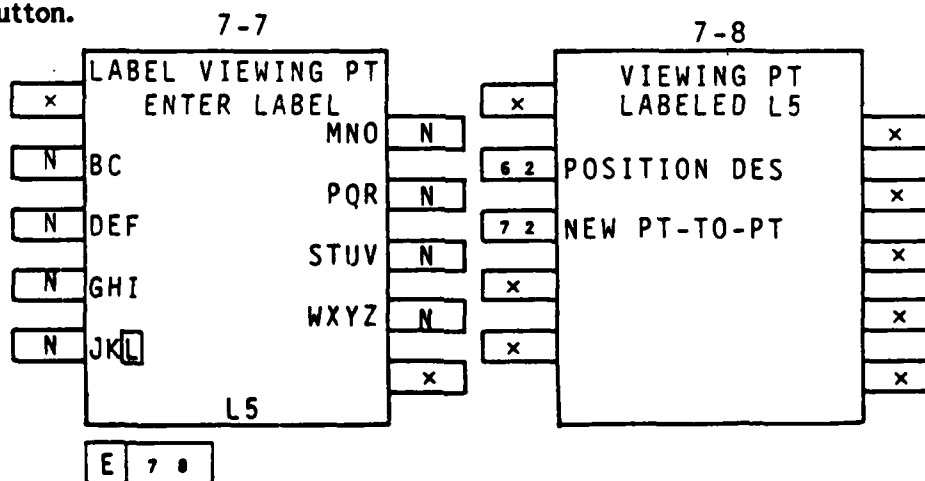 utton.
7-7
LABEL VIEWING PT
× ENTER LABEL
MNO N
N BC
PQR N
N DEF
STUV N
N GHI
WXYZ N
N JKL
×
L5
E 7 8
7-8
VIEWING PT
× LABELED L5
×
6 2 POSITION DES
×
7 2 NEW PT-TO-PT
×
×
×
×
×